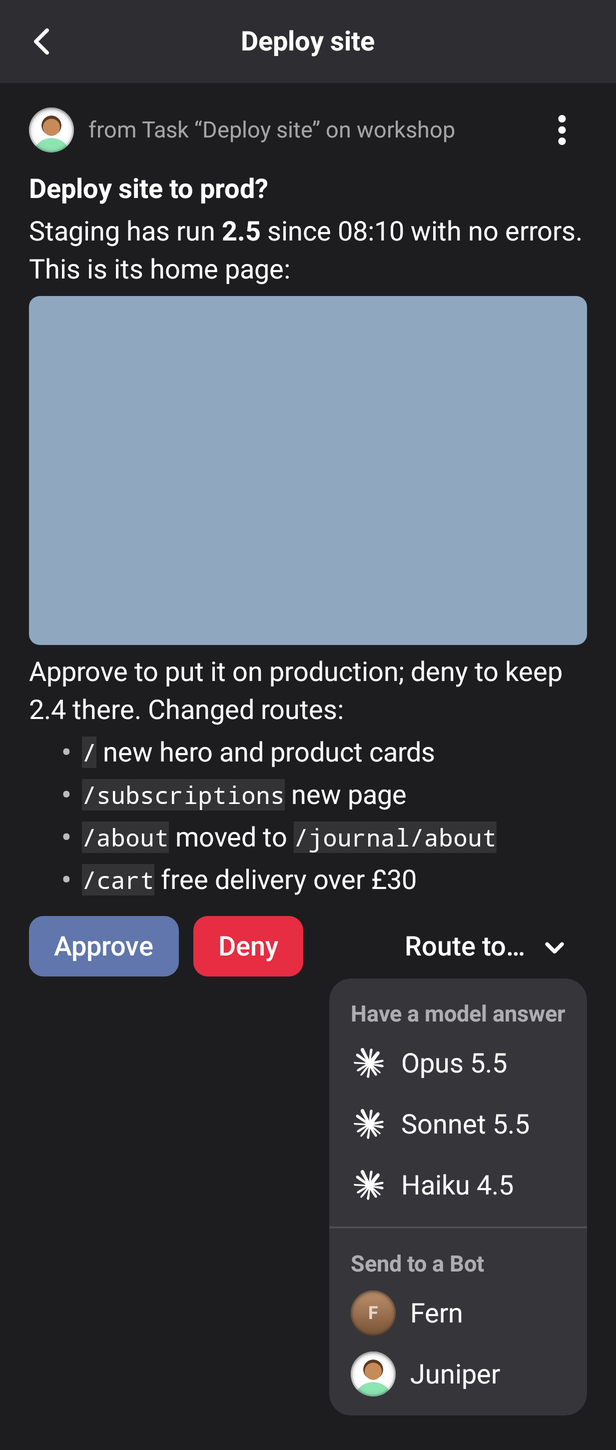 Deploy site
from Task “Deploy site” on workshop
Deploy site to prod?
Staging has run 2.5 since 08:10 with no errors.
This is its home page:
Approve to put it on production; deny to keep
2.4 there. Changed routes:
• / new hero and product cards
• /subscriptions new page
• /about moved to /journal/about
• /cart free delivery over £30
Approve
Deny
Route to...
Have a model answer
Opus 5.5
Sonnet 5.5
Haiku 4.5
Send to a Bot
F
Fern
Juniper